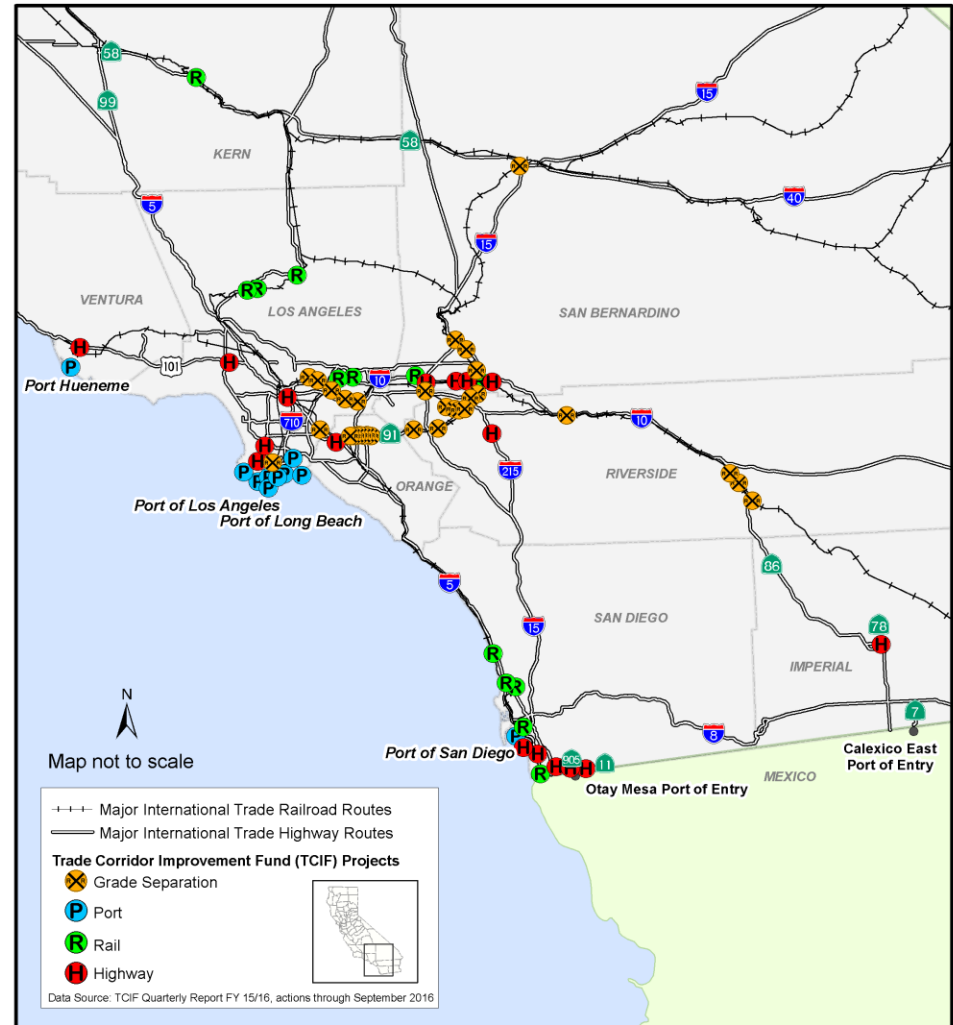 58
R
15
99
KERN
58
X
5
40
15
R
R
R
VENTURA
LOS ANGELES
SAN BERNARDINO
H
H
101
P
Port Hueneme
R
R
10
R
H
H
H
H
H
710
10
H
91
H
H
215
RIVERSIDE
H
P
P
P
P
P
ORANGE
Port of Los Angeles
Port of Long Beach
86
5
15
SAN DIEGO
78
H
R
IMPERIAL
R
R
N
R
7
8
Map not to scale
P
Port of San Diego
H
H
905
11
H
H
H
R
Calexico East
Port of Entry
MEXICO
Otay Mesa Port of Entry
Major International Trade Railroad Routes
Major International Trade Highway Routes
Trade Corridor Improvement Fund (TCIF) Projects
Grade Separation
P Port
R Rail
H Highway
Data Source: TCIF Quarterly Report FY 15/16, actions through September 2016